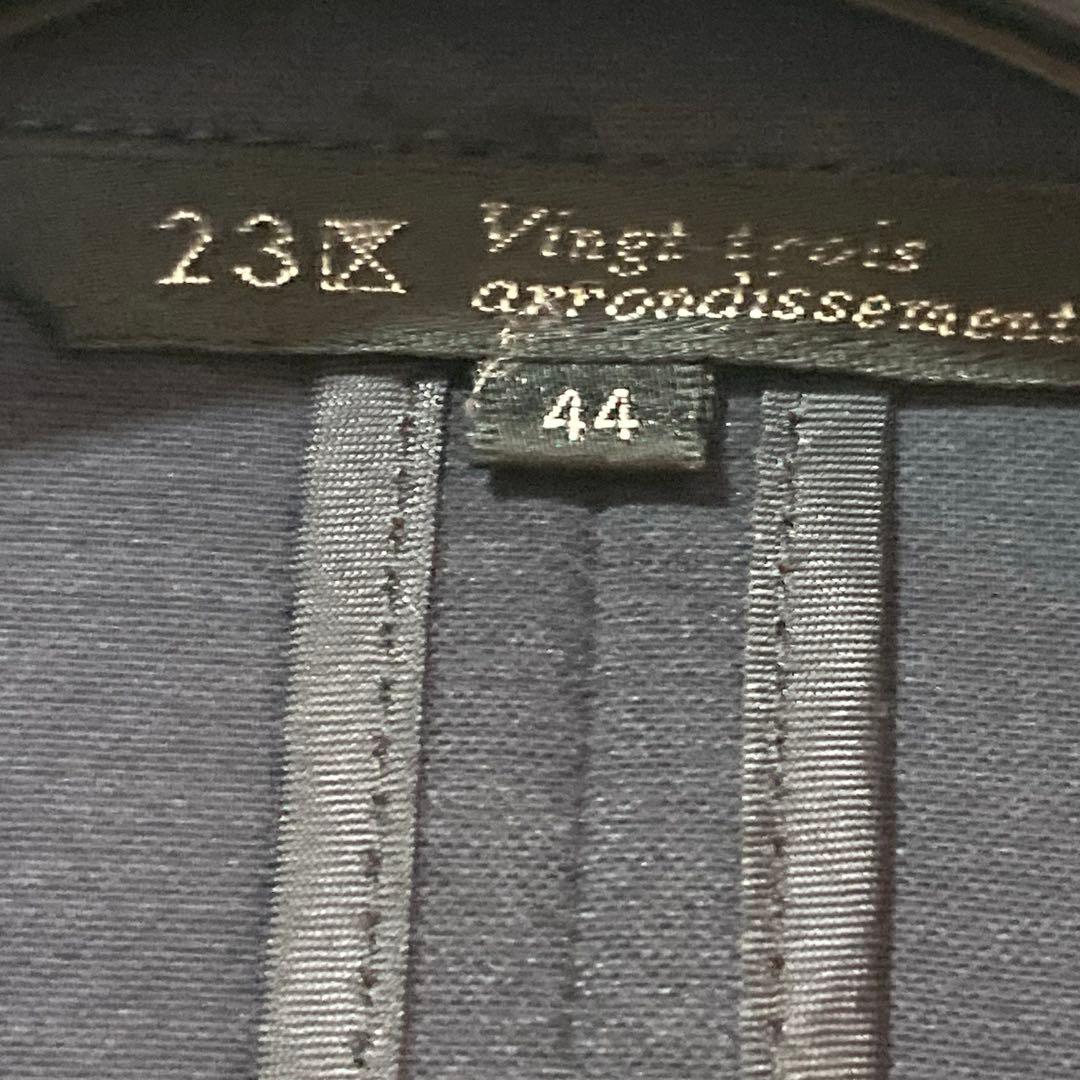 23区 Vingt-trois
arrondissement
44